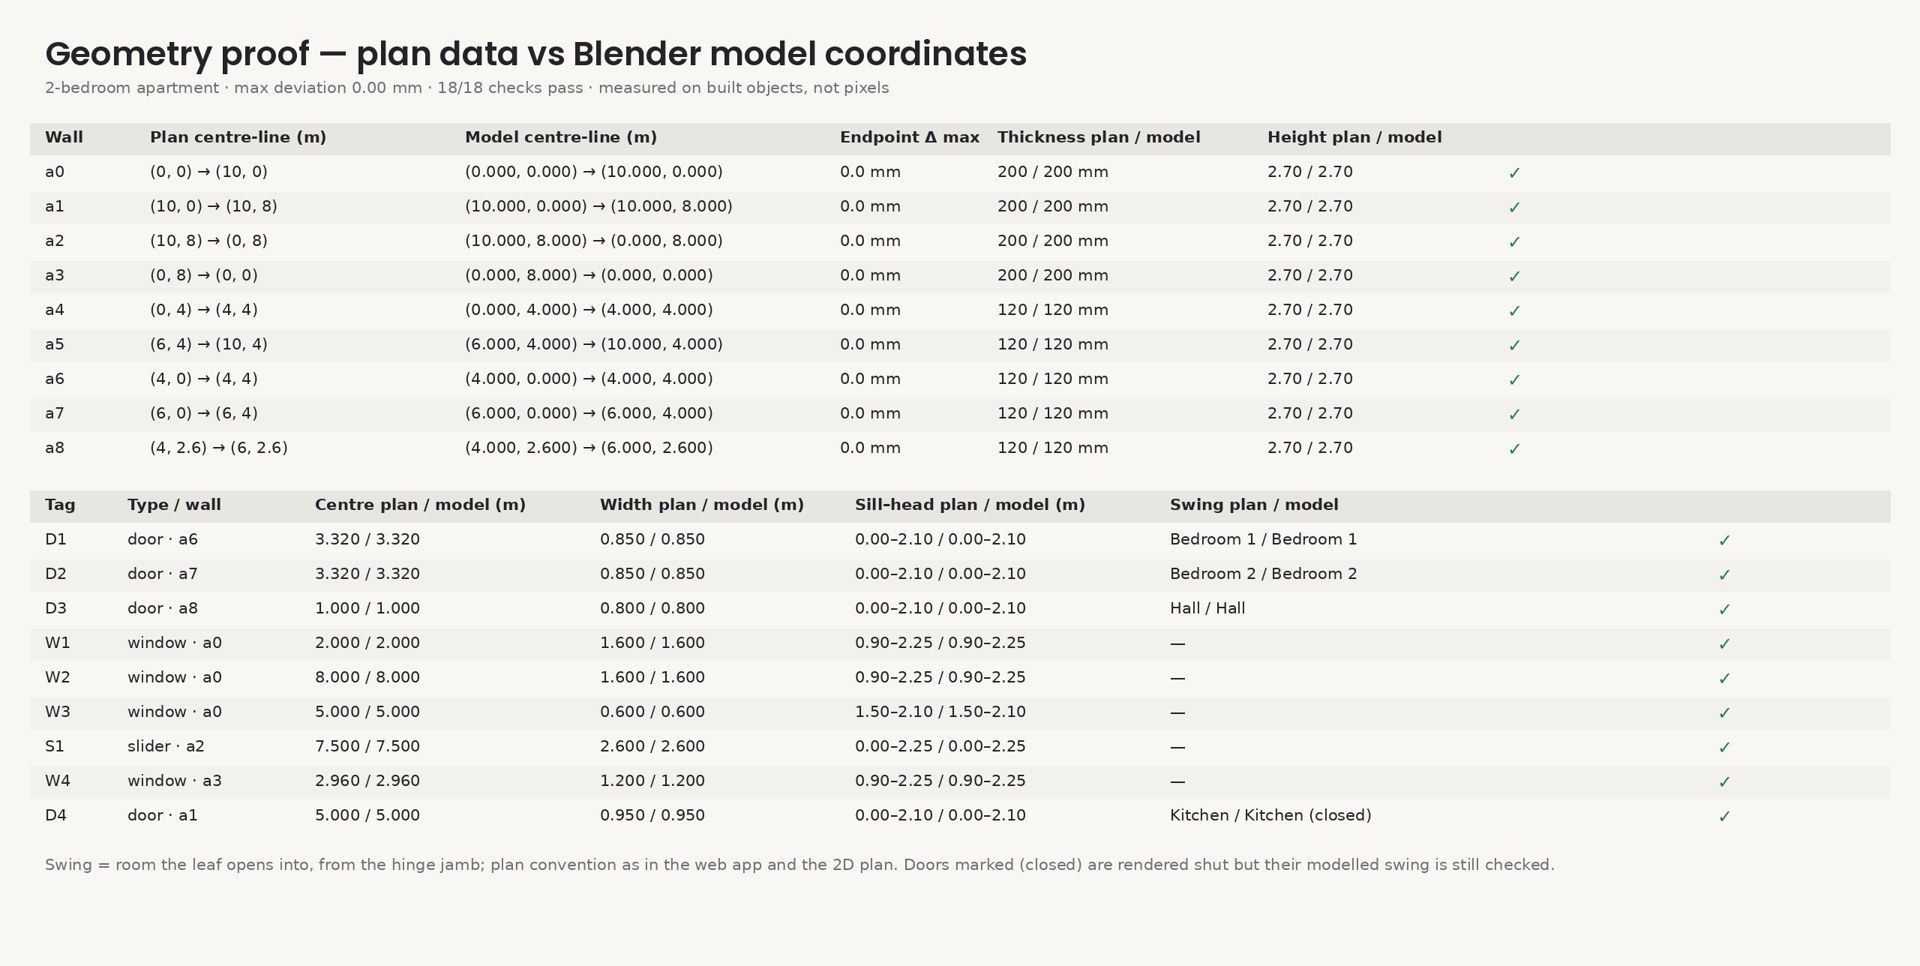 Geometry proof — plan data vs Blender model coordinates
2-bedroom apartment · max deviation 0.00 mm · 18/18 checks pass · measured on built objects, not pixels
Wall Plan centre-line (m) Model centre-line (m) Endpoint Δ max Thickness plan / model Height plan / model
a0 (0, 0) → (10, 0) (0.000, 0.000) → (10.000, 0.000) 0.0 mm 200 / 200 mm 2.70 / 2.70 ✓
a1 (10, 0) → (10, 8) (10.000, 0.000) → (10.000, 8.000) 0.0 mm 200 / 200 mm 2.70 / 2.70 ✓
a2 (10, 8) → (0, 8) (10.000, 8.000) → (0.000, 8.000) 0.0 mm 200 / 200 mm 2.70 / 2.70 ✓
a3 (0, 8) → (0, 0) (0.000, 8.000) → (0.000, 0.000) 0.0 mm 200 / 200 mm 2.70 / 2.70 ✓
a4 (0, 4) → (4, 4) (0.000, 4.000) → (4.000, 4.000) 0.0 mm 120 / 120 mm 2.70 / 2.70 ✓
a5 (6, 4) → (10, 4) (6.000, 4.000) → (10.000, 4.000) 0.0 mm 120 / 120 mm 2.70 / 2.70 ✓
a6 (4, 0) → (4, 4) (4.000, 0.000) → (4.000, 4.000) 0.0 mm 120 / 120 mm 2.70 / 2.70 ✓
a7 (6, 0) → (6, 4) (6.000, 0.000) → (6.000, 4.000) 0.0 mm 120 / 120 mm 2.70 / 2.70 ✓
a8 (4, 2.6) → (6, 2.6) (4.000, 2.600) → (6.000, 2.600) 0.0 mm 120 / 120 mm 2.70 / 2.70 ✓
Tag Type / wall Centre plan / model (m) Width plan / model (m) Sill–head plan / model (m) Swing plan / model
D1 door · a6 3.320 / 3.320 0.850 / 0.850 0.00–2.10 / 0.00–2.10 Bedroom 1 / Bedroom 1 ✓
D2 door · a7 3.320 / 3.320 0.850 / 0.850 0.00–2.10 / 0.00–2.10 Bedroom 2 / Bedroom 2 ✓
D3 door · a8 1.000 / 1.000 0.800 / 0.800 0.00–2.10 / 0.00–2.10 Hall / Hall ✓
W1 window · a0 2.000 / 2.000 1.600 / 1.600 0.90–2.25 / 0.90–2.25 — ✓
W2 window · a0 8.000 / 8.000 1.600 / 1.600 0.90–2.25 / 0.90–2.25 — ✓
W3 window · a0 5.000 / 5.000 0.600 / 0.600 1.50–2.10 / 1.50–2.10 — ✓
S1 slider · a2 7.500 / 7.500 2.600 / 2.600 0.00–2.25 / 0.00–2.25 — ✓
W4 window · a3 2.960 / 2.960 1.200 / 1.200 0.90–2.25 / 0.90–2.25 — ✓
D4 door · a1 5.000 / 5.000 0.950 / 0.950 0.00–2.10 / 0.00–2.10 Kitchen / Kitchen (closed) ✓
Swing = room the leaf opens into, from the hinge jamb; plan convention as in the web app and the 2D plan. Doors marked (closed) are rendered shut but their modelled swing is still checked.